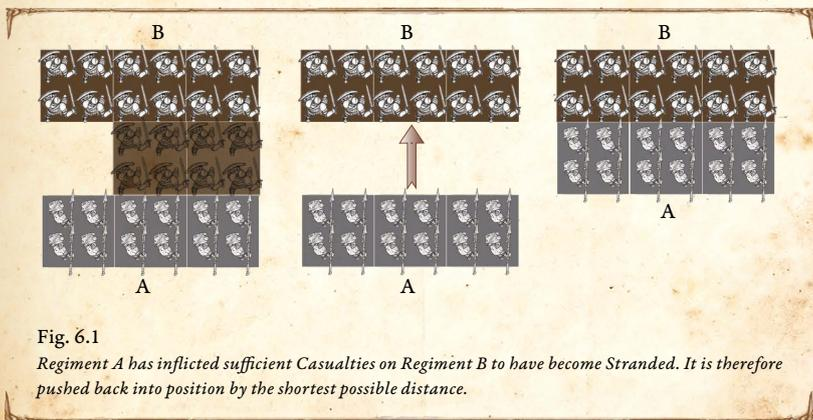 B B B
A
A A
Fig. 6.1
Regiment A has inflicted sufficient Casualties on Regiment B to have become Stranded. It is therefore
pushed back into position by the shortest possible distance.